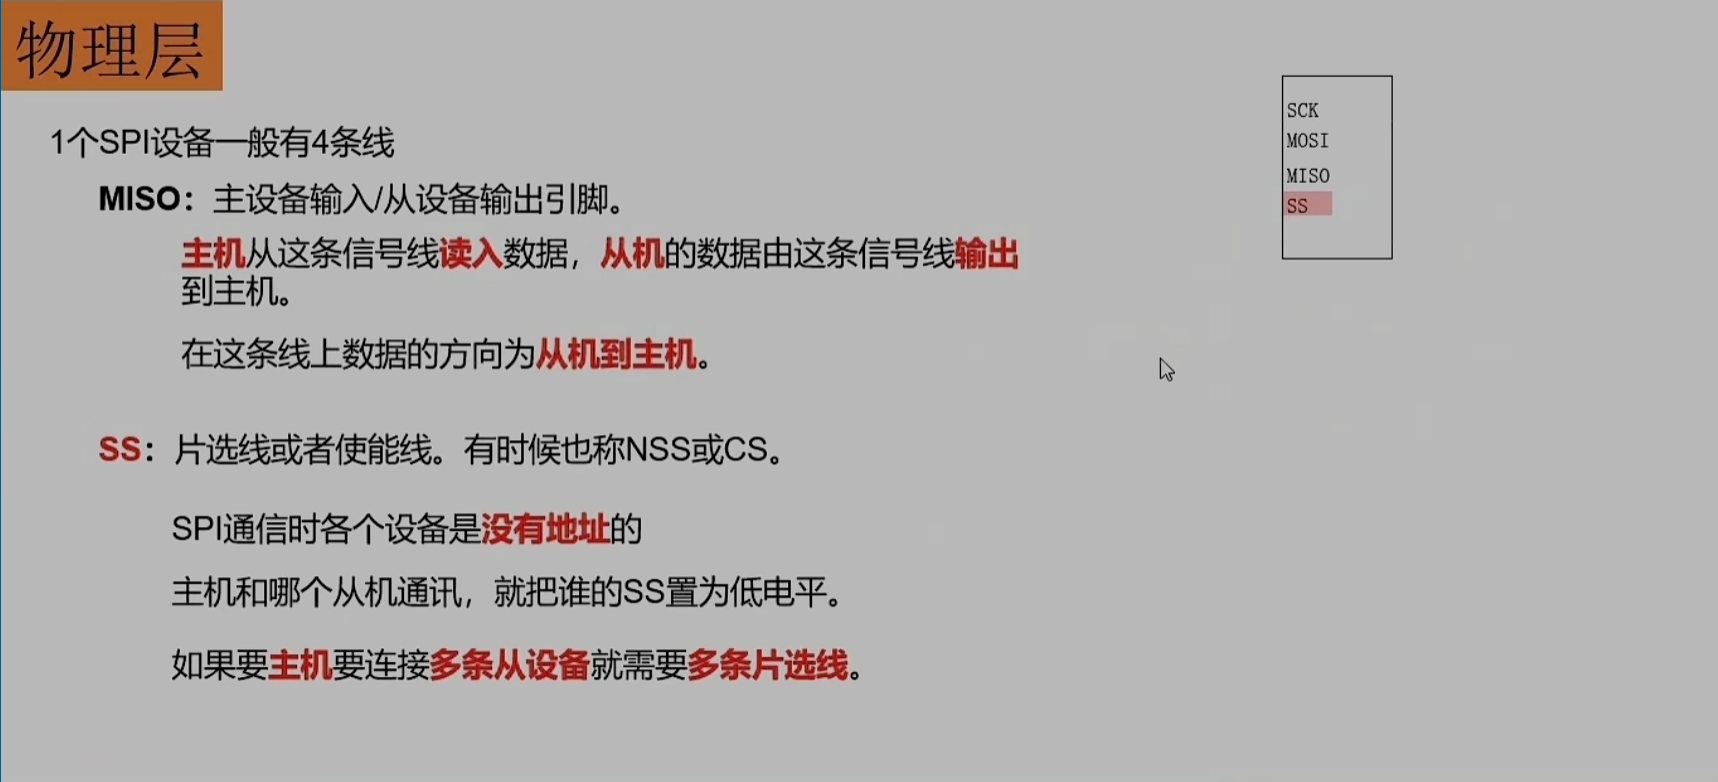 物理层
1个SPI设备一般有4条线
MISO：主设备输入/从设备输出引脚。
主机从这条信号线读入数据，从机的数据由这条信号线输出
到主机。
在这条线上数据的方向为从机到主机。
SS：片选线或者使能线。有时候也称NSS或CS。
SPI通信时各个设备是没有地址的
主机和哪个从机通讯，就把谁的SS置为低电平。
如果要主机要连接多条从设备就需要多条片选线。
SCK
MOSI
MISO
SS